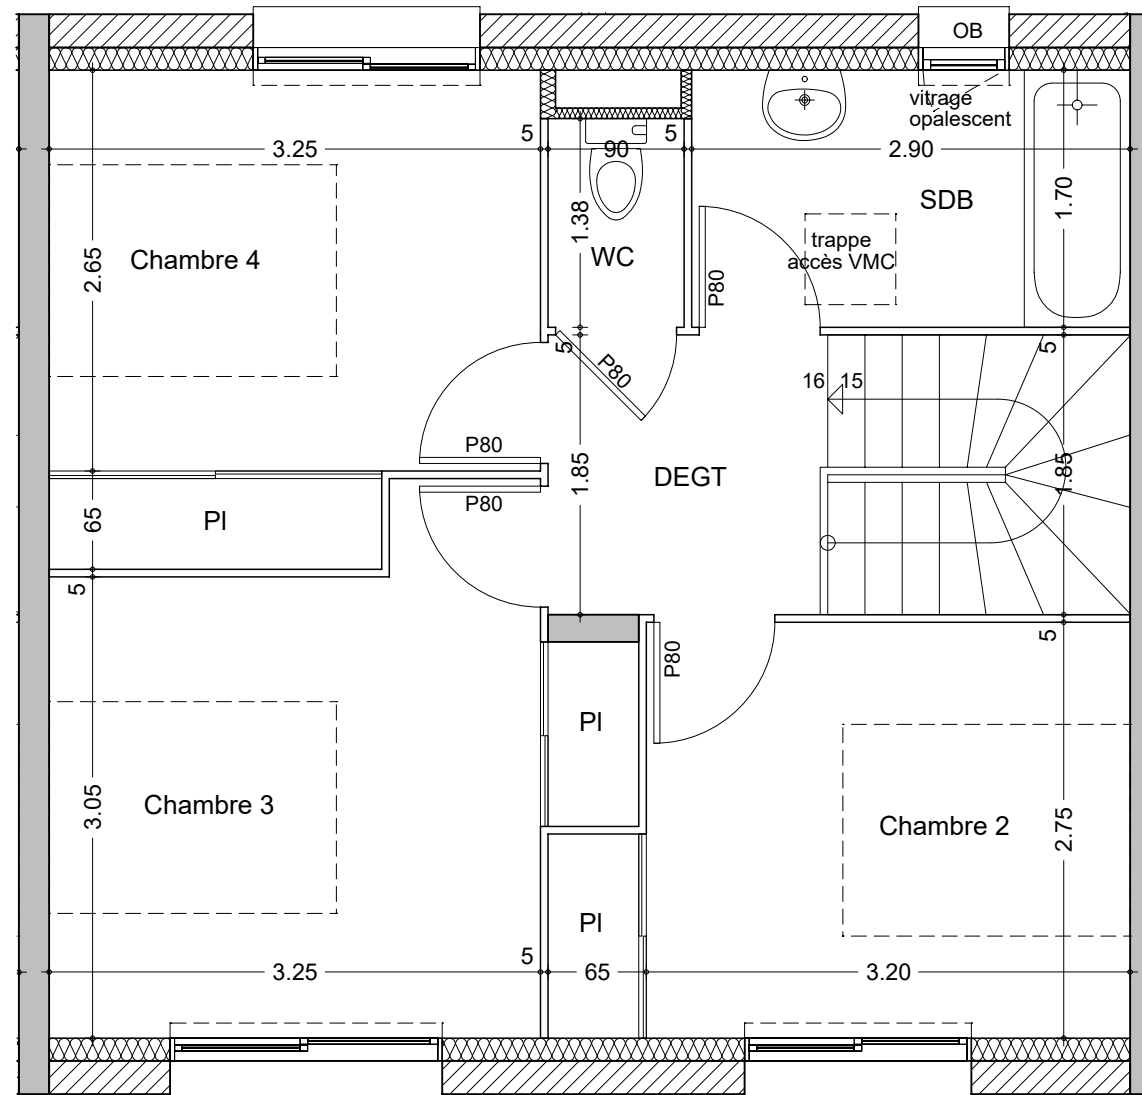 OB
vitrage
opalescent
5
5
3.25
90
2.90
1.70
1.38
SDB
2.65
Chambre 4
WC
trappe
accès VMC
P80
5
P80
5
16
15
P80
1.85
DEGT
1.85
P80
65
Pl
5
5
P80
Pl
3.05
Chambre 3
Chambre 2
2.75
Pl
5
3.25
65
3.20